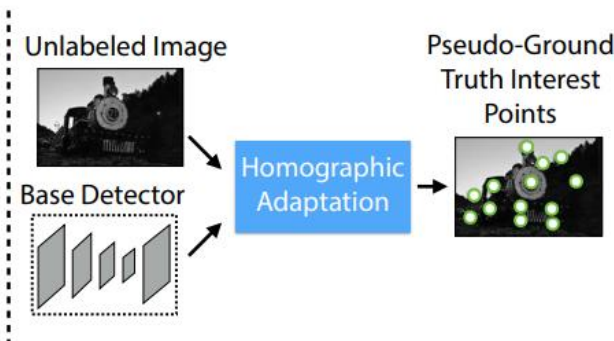 Unlabeled Image
Base Detector
Homographic
Adaptation
Pseudo-Ground
Truth Interest
Points